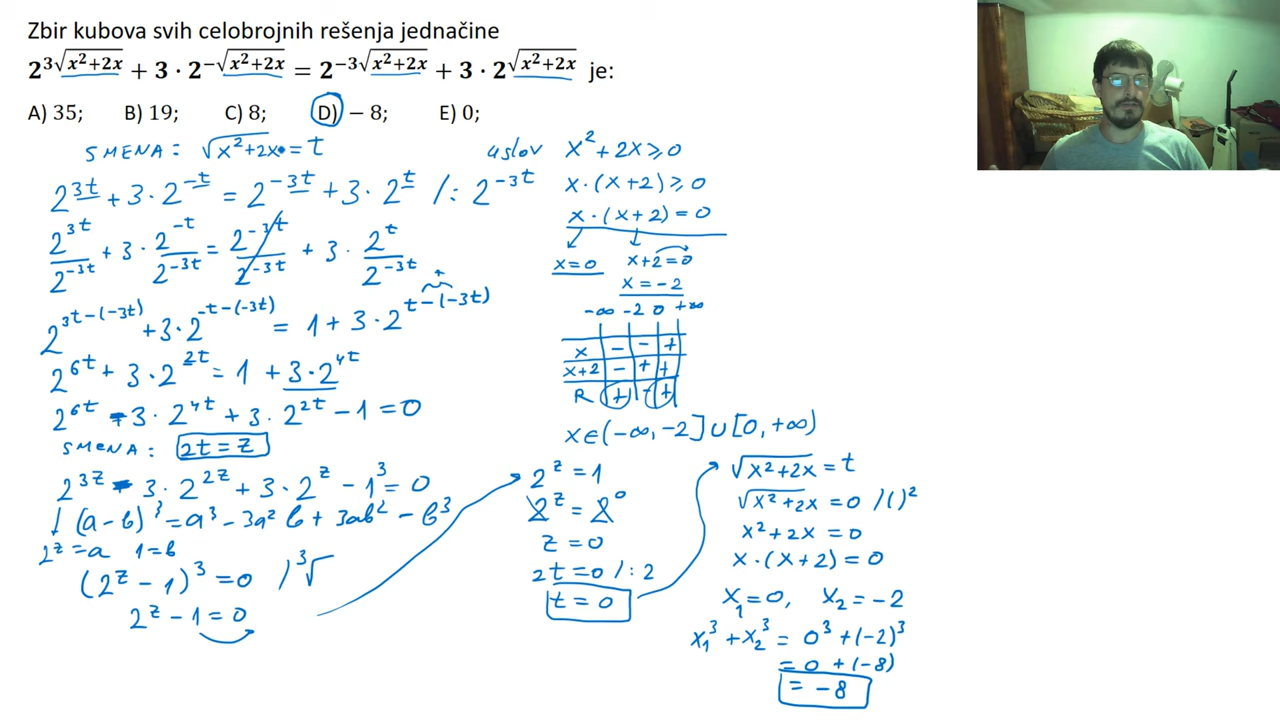 Zbir kubova svih celobrojnih rešenja jednačine
2^{3√(x²+2x)} + 3 · 2^{-√(x²+2x)} = 2^{-3√(x²+2x)} + 3 · 2^{√(x²+2x)} je:
A) 35; B) 19; C) 8; D) − 8; E) 0;
SMENA: √(x²+2x) = t
2^{3t} + 3 · 2^{-t} = 2^{-3t} + 3 · 2^{t} /: 2^{-3t}
2^{3t}/2^{-3t} + 3 · 2^{-t}/2^{-3t} = 2^{-3t}/2^{-3t} + 3 · 2^{t}/2^{-3t}
2^{3t-(-3t)} + 3 · 2^{-t-(-3t)} = 1 + 3 · 2^{t-(-3t)}
+
2^{6t} + 3 · 2^{2t} = 1 + 3 · 2^{4t}
2^{6t} - 3 · 2^{4t} + 3 · 2^{2t} - 1 = 0
SMENA: 2t = z
2^{3z} - 3 · 2^{2z} + 3 · 2^{z} - 1³ = 0
↓ (a-b)³ = a³ - 3a²b + 3ab² - b³
2^z = a 1 = b
(2^z - 1)³ = 0 /³√
2^z - 1 = 0
uslov x² + 2x ≥ 0
x · (x+2) ≥ 0
x · (x+2) = 0
x = 0 x+2 = 0
x = -2
-∞ -2 0 +∞
x - - +
x+2 - + +
R + - +
x ∈ (-∞, -2] ∪ [0, +∞)
2^z = 1
2^z = 2^0
z = 0
2t = 0 /: 2
t = 0
√(x²+2x) = t
√(x²+2x) = 0 /()²
x² + 2x = 0
x · (x+2) = 0
x₁ = 0, x₂ = -2
x₁³ + x₂³ = 0³ + (-2)³
= 0 + (-8)
= -8